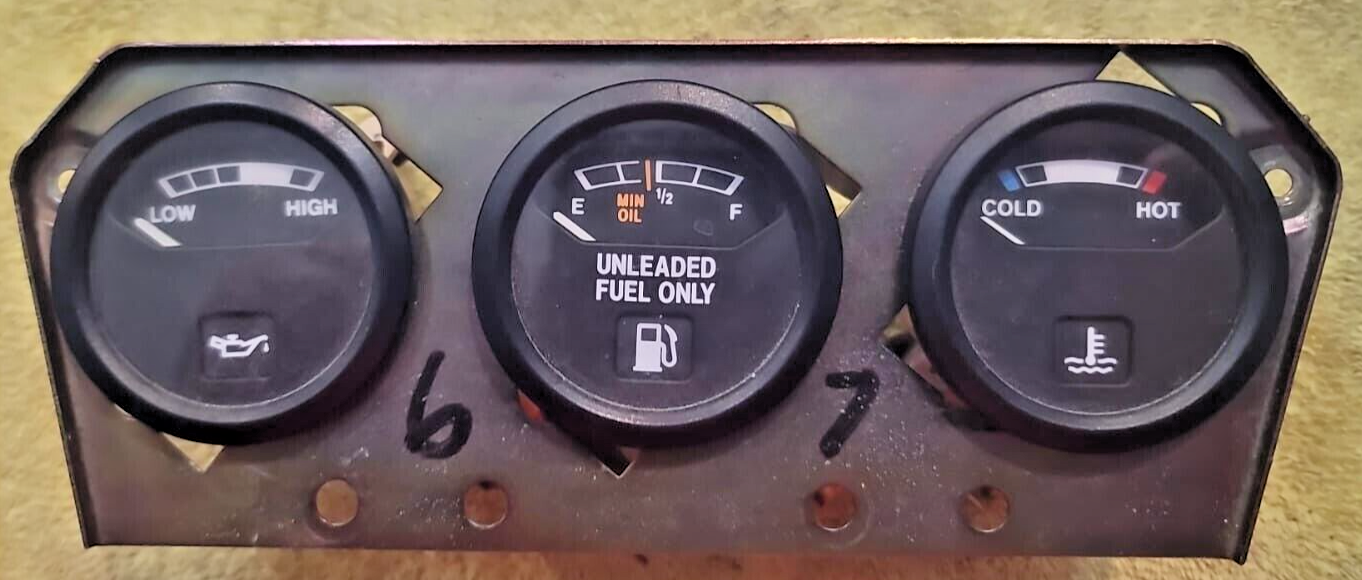 LOW HIGH
E MIN OIL 1/2 F
UNLEADED
FUEL ONLY
COLD HOT
6
7